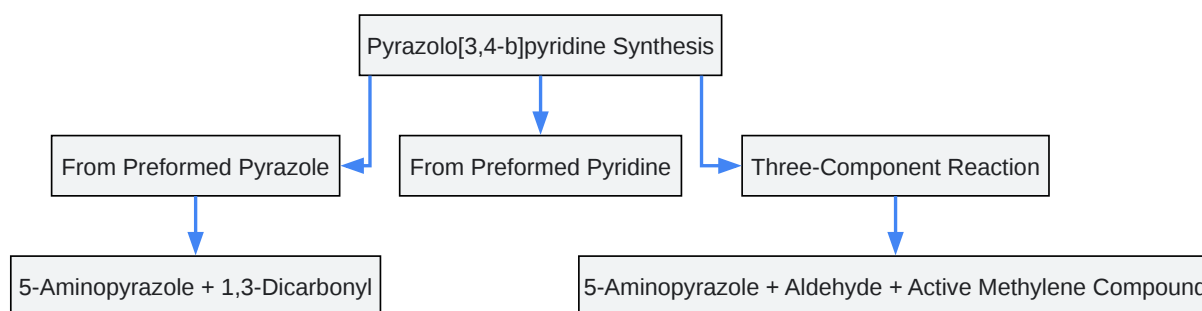 Pyrazolo[3,4-b]pyridine Synthesis
From Preformed Pyrazole
From Preformed Pyridine
Three-Component Reaction
5-Aminopyrazole + 1,3-Dicarbonyl
5-Aminopyrazole + Aldehyde + Active Methylene Compound